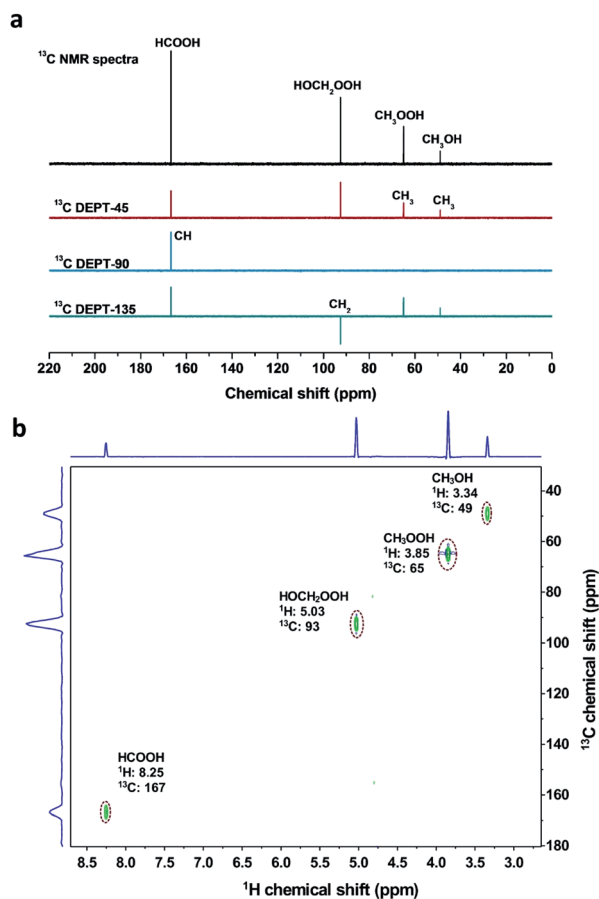 a
HCOOH
¹³C NMR spectra
HOCH₂OOH
CH₃OOH
CH₃OH
¹³C DEPT-45
CH₃
CH₃
CH
¹³C DEPT-90
¹³C DEPT-135
CH₂
220 200 180 160 140 120 100 80 60 40 20 0
Chemical shift (ppm)
b
CH₃OH
¹H: 3.34
¹³C: 49
CH₃OOH
¹H: 3.85
¹³C: 65
HOCH₂OOH
¹H: 5.03
¹³C: 93
HCOOH
¹H: 8.25
¹³C: 167
40
60
80
100
120
140
160
180
¹³C chemical shift (ppm)
8.5 8.0 7.5 7.0 6.5 6.0 5.5 5.0 4.5 4.0 3.5 3.0
¹H chemical shift (ppm)